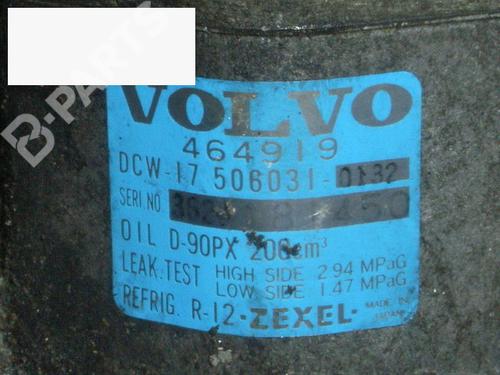 B-PARTS
VOLVO
464919
DCW-17 506031-0132
SERI.NO
OIL D-90PX 200cm³
LEAK.TEST HIGH SIDE 2.94 MPaG
LOW SIDE 1.47 MPaG
REFRIG. R-12 ·ZEXEL· MADE IN
JAPAN